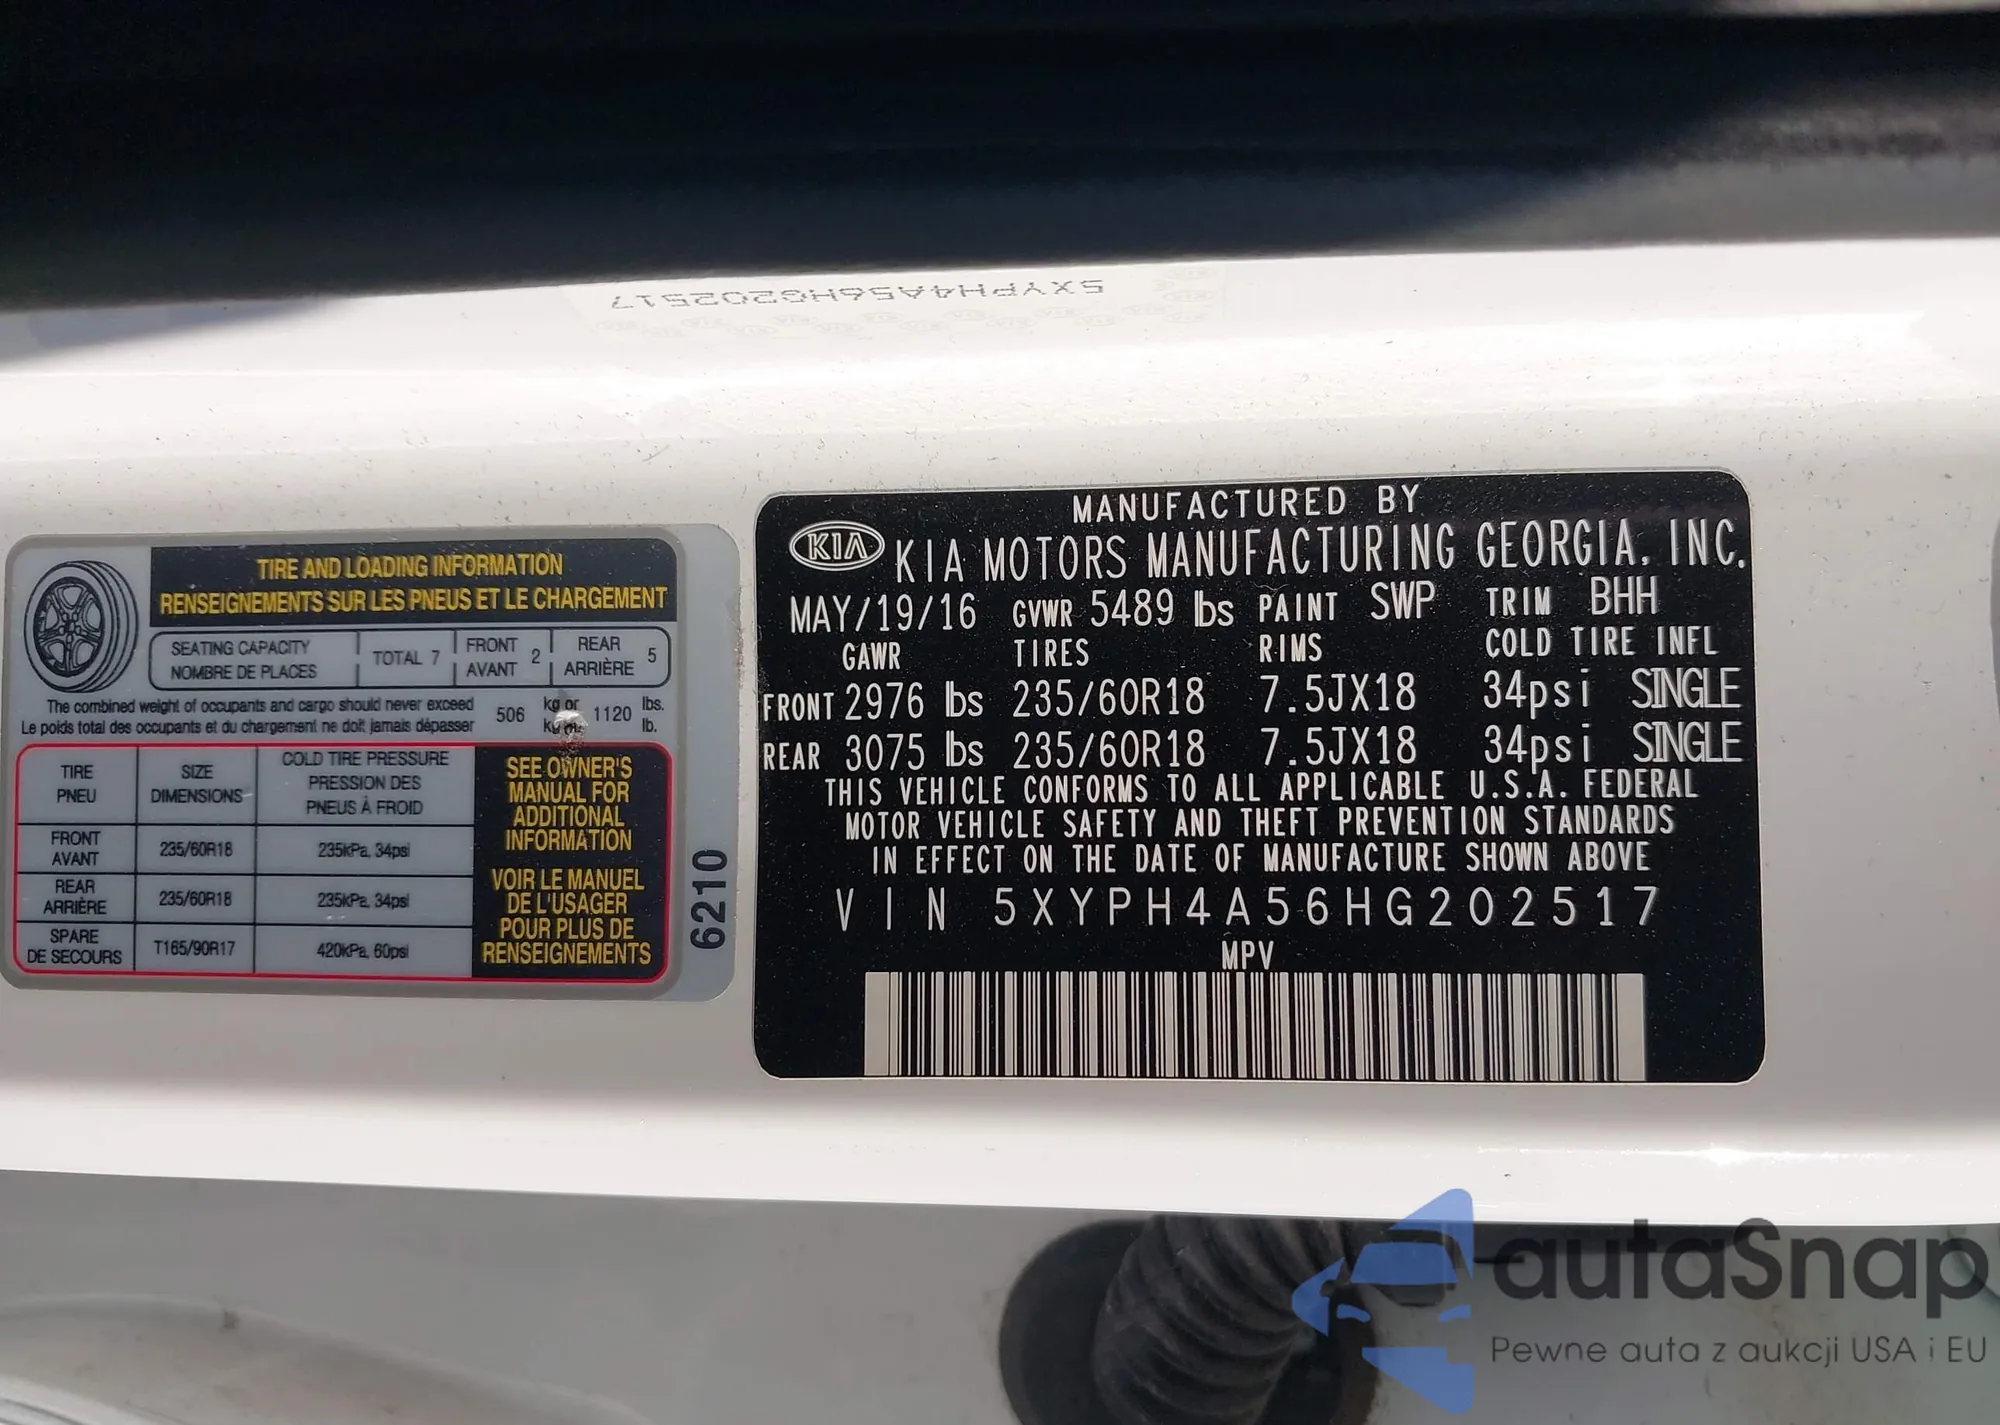 5XYPH4A56HG202517
TIRE AND LOADING INFORMATION
RENSEIGNEMENTS SUR LES PNEUS ET LE CHARGEMENT
SEATING CAPACITY
NOMBRE DE PLACES
TOTAL 7
FRONT
AVANT
2
REAR
ARRIÈRE
5
The combined weight of occupants and cargo should never exceed 506 kg or 1120 lbs.
Le poids total des occupants et du chargement ne doit jamais dépasser kg lb.
TIRE
PNEU
SIZE
DIMENSIONS
COLD TIRE PRESSURE
PRESSION DES
PNEUS À FROID
FRONT
AVANT
235/60R18
235kPa, 34psi
REAR
ARRIÈRE
235/60R18
235kPa, 34psi
SPARE
DE SECOURS
T165/90R17
420kPa, 60psi
SEE OWNER'S
MANUAL FOR
ADDITIONAL
INFORMATION
VOIR LE MANUEL
DE L'USAGER
POUR PLUS DE
RENSEIGNEMENTS
6210
MANUFACTURED BY
KIA
KIA MOTORS MANUFACTURING GEORGIA, INC.
MAY/19/16 GVWR 5489 lbs PAINT SWP TRIM BHH
GAWR TIRES RIMS COLD TIRE INFL
FRONT 2976 lbs 235/60R18 7.5JX18 34psi SINGLE
REAR 3075 lbs 235/60R18 7.5JX18 34psi SINGLE
THIS VEHICLE CONFORMS TO ALL APPLICABLE U.S.A. FEDERAL
MOTOR VEHICLE SAFETY AND THEFT PREVENTION STANDARDS
IN EFFECT ON THE DATE OF MANUFACTURE SHOWN ABOVE
VIN 5XYPH4A56HG202517
MPV
autaSnap
Pewne auta z aukcji USA i EU